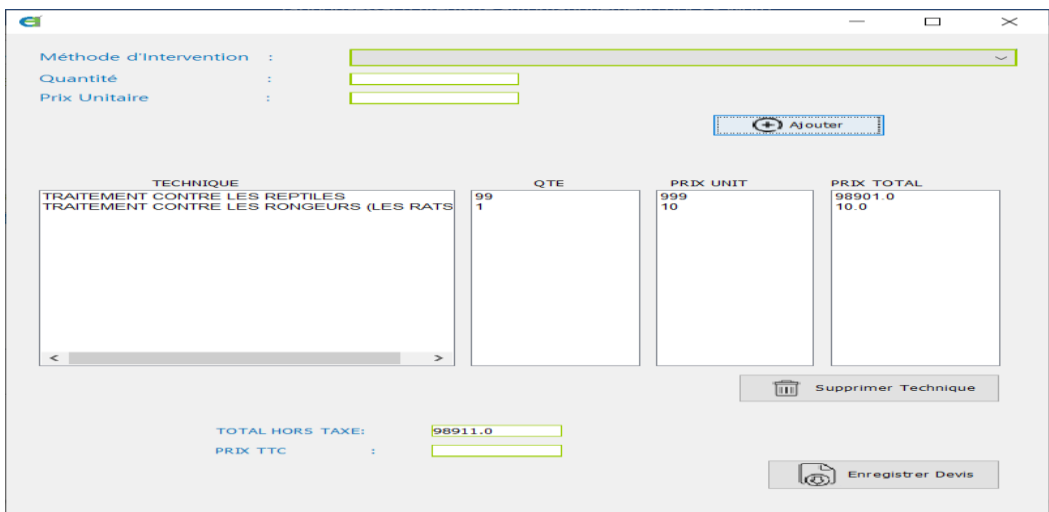 Méthode d'Intervention :
Quantité :
Prix Unitaire :
Ajouter
TECHNIQUE QTE PRIX UNIT PRIX TOTAL
TRAITEMENT CONTRE LES REPTILES 99 999 98901.0
TRAITEMENT CONTRE LES RONGEURS (LES RATS 1 10 10.0
Supprimer Technique
TOTAL HORS TAXE: 98911.0
PRIX TTC :
Enregistrer Devis